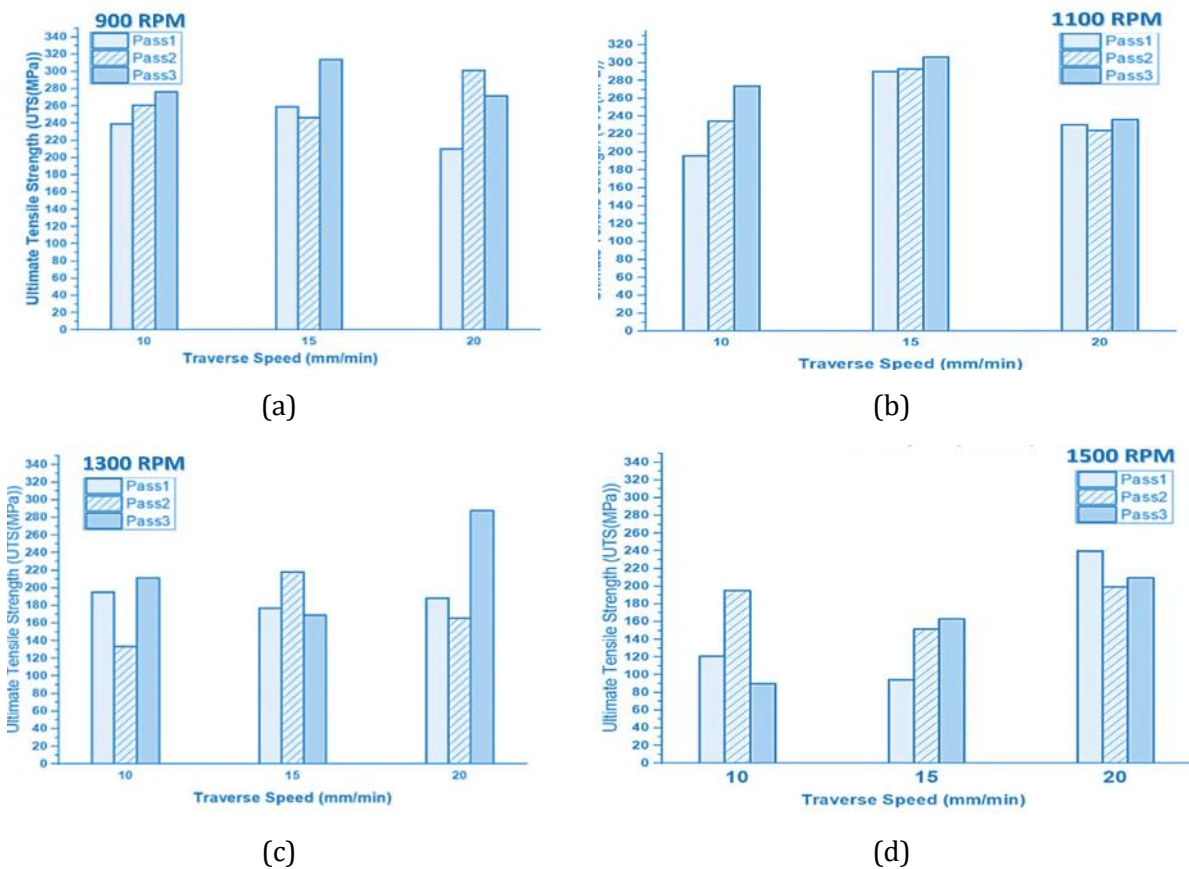 900 RPM
Pass1
Pass2
Pass3
Ultimate Tensile Strength (UTS(MPa))
340
320
300
280
260
240
220
200
180
160
140
120
100
80
60
40
20
0
10 15 20
Traverse Speed (mm/min)
(a)
1100 RPM
Pass1
Pass2
Pass3
320
300
280
260
240
220
200
180
160
140
120
100
80
60
40
20
0
10 15 20
Traverse Speed (mm/min)
(b)
1300 RPM
Pass1
Pass2
Pass3
Ultimate Tensile Strength (UTS(MPa))
340
320
300
280
260
240
220
200
180
160
140
120
100
80
60
40
20
0
10 15 20
Traverse Speed (mm/min)
(c)
1500 RPM
Pass1
Pass2
Pass3
Ultimate Tensile Strength (UTS(MPa))
340
320
300
280
260
240
220
200
180
160
140
120
100
80
60
40
20
0
10 15 20
Traverse Speed (mm/min)
(d)